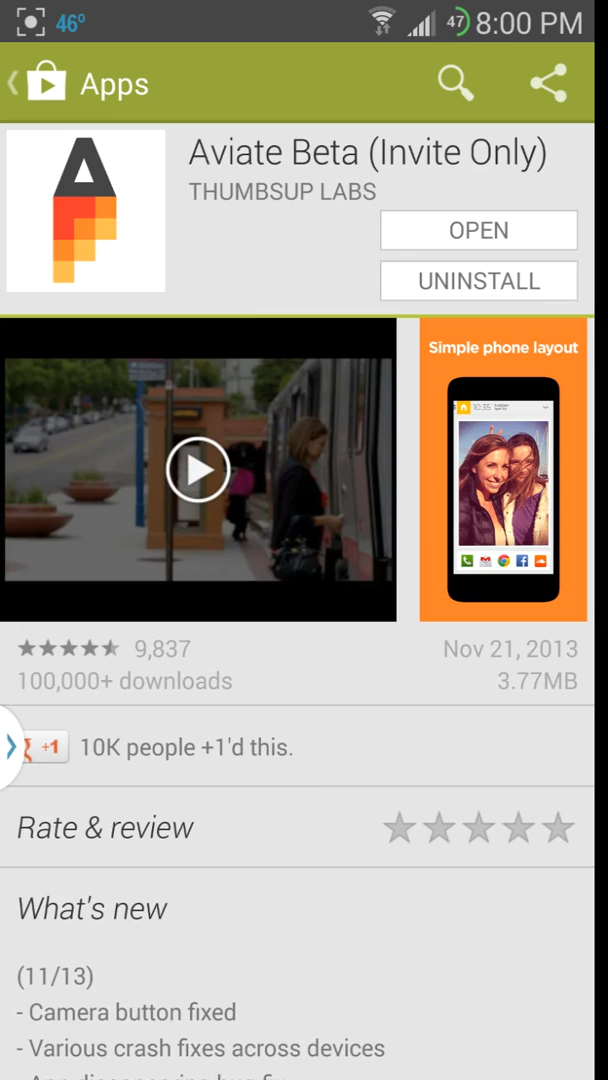 46° 47 8:00 PM
Apps
Aviate Beta (Invite Only)
THUMBSUP LABS
OPEN
UNINSTALL
Simple phone layout
10:35
9,837
Nov 21, 2013
100,000+ downloads
3.77MB
+1 10K people +1'd this.
Rate & review
What's new
(11/13)
- Camera button fixed
- Various crash fixes across devices